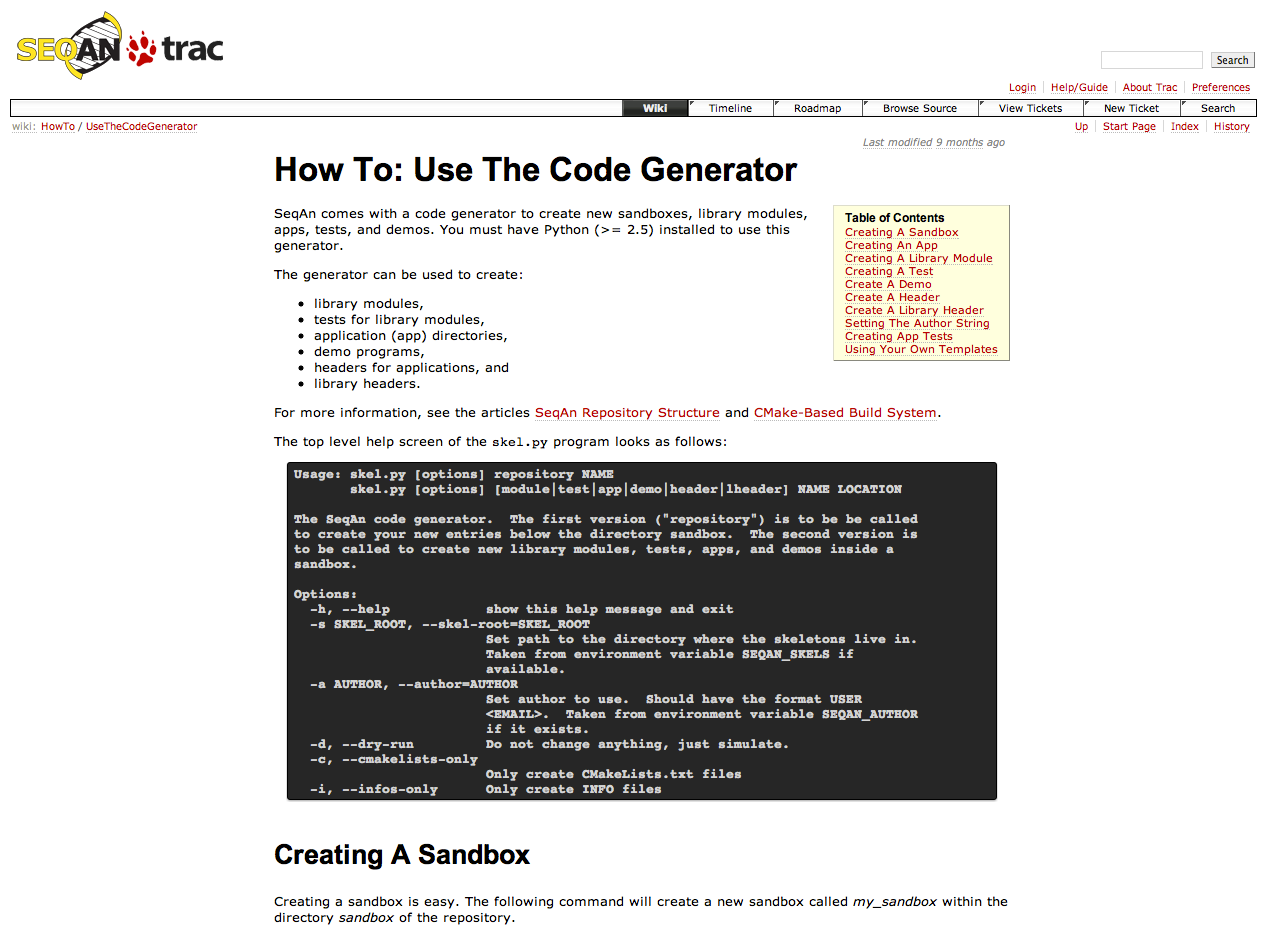 SEQAN trac
Search
Login Help/Guide About Trac Preferences
Wiki Timeline Roadmap Browse Source View Tickets New Ticket Search
wiki: HowTo / UseTheCodeGenerator
Up Start Page Index History
Last modified 9 months ago
How To: Use The Code Generator
SeqAn comes with a code generator to create new sandboxes, library modules,
apps, tests, and demos. You must have Python (>= 2.5) installed to use this
generator.
Table of Contents
Creating A Sandbox
Creating An App
Creating A Library Module
Creating A Test
Create A Demo
Create A Header
Create A Library Header
Setting The Author String
Creating App Tests
Using Your Own Templates
The generator can be used to create:
• library modules,
• tests for library modules,
• application (app) directories,
• demo programs,
• headers for applications, and
• library headers.
For more information, see the articles SeqAn Repository Structure and CMake-Based Build System.
The top level help screen of the skel.py program looks as follows:
Usage: skel.py [options] repository NAME
skel.py [options] [module|test|app|demo|header|lheader] NAME LOCATION
The SeqAn code generator.  The first version ("repository") is to be be called
to create your new entries below the directory sandbox.  The second version is
to be called to create new library modules, tests, apps, and demos inside a
sandbox.
Options:
-h, --help            show this help message and exit
-s SKEL_ROOT, --skel-root=SKEL_ROOT
Set path to the directory where the skeletons live in.
Taken from environment variable SEQAN_SKELS if
available.
-a AUTHOR, --author=AUTHOR
Set author to use.  Should have the format USER
<EMAIL>.  Taken from environment variable SEQAN_AUTHOR
if it exists.
-d, --dry-run         Do not change anything, just simulate.
-c, --cmakelists-only
Only create CMakeLists.txt files
-i, --infos-only      Only create INFO files
Creating A Sandbox
Creating a sandbox is easy. The following command will create a new sandbox called my_sandbox within the
directory sandbox of the repository.